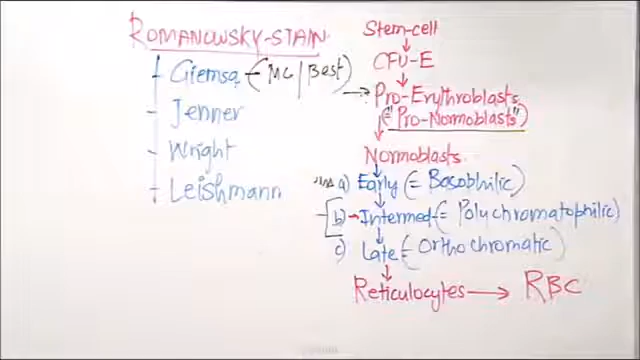 ROMANOWSKY-STAIN
Giemsa - (MC/Best)
Jenner
Wright
Leishmann
Stem-cell
CFU-E
Pro-Erythroblasts
("Pro-Normoblasts")
Normoblasts
a) Early (= Basophilic)
b) Intermed (= Polychromatophilic)
c) Late (= Orthochromatic)
Reticulocytes → RBC